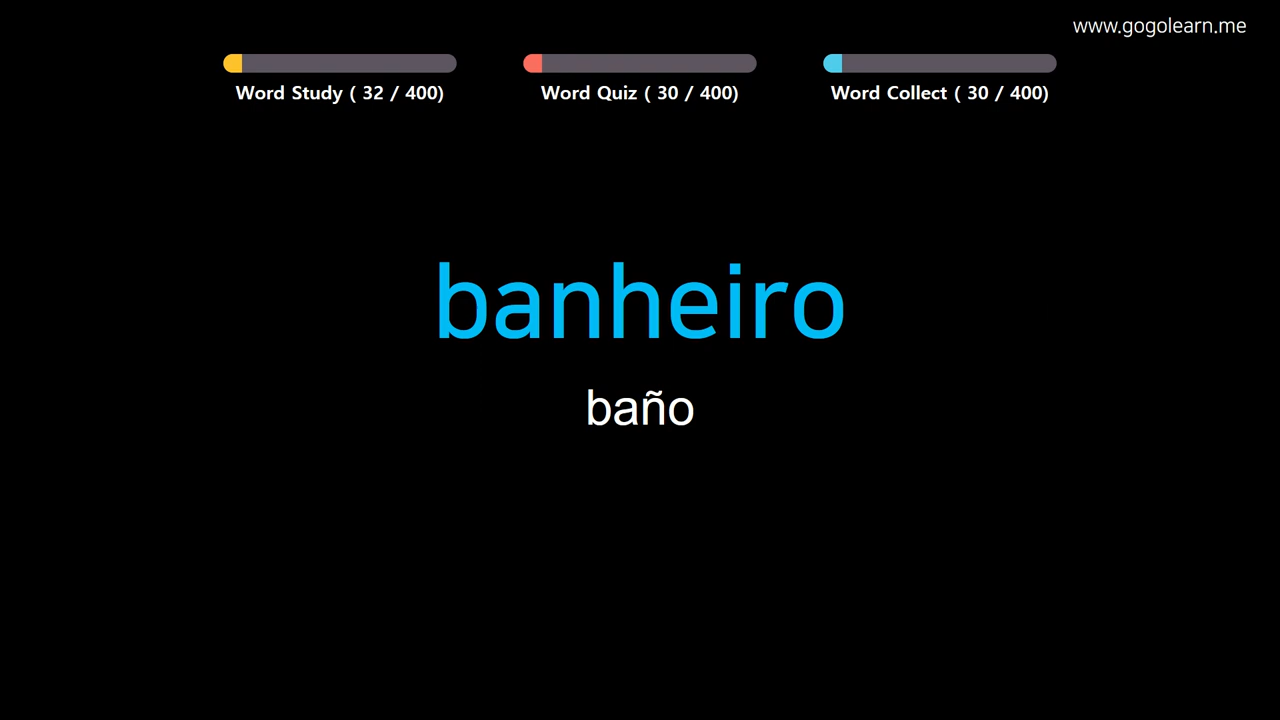 www.gogolearn.me
Word Study ( 32 / 400)
Word Quiz ( 30 / 400)
Word Collect ( 30 / 400)
banheiro
baño